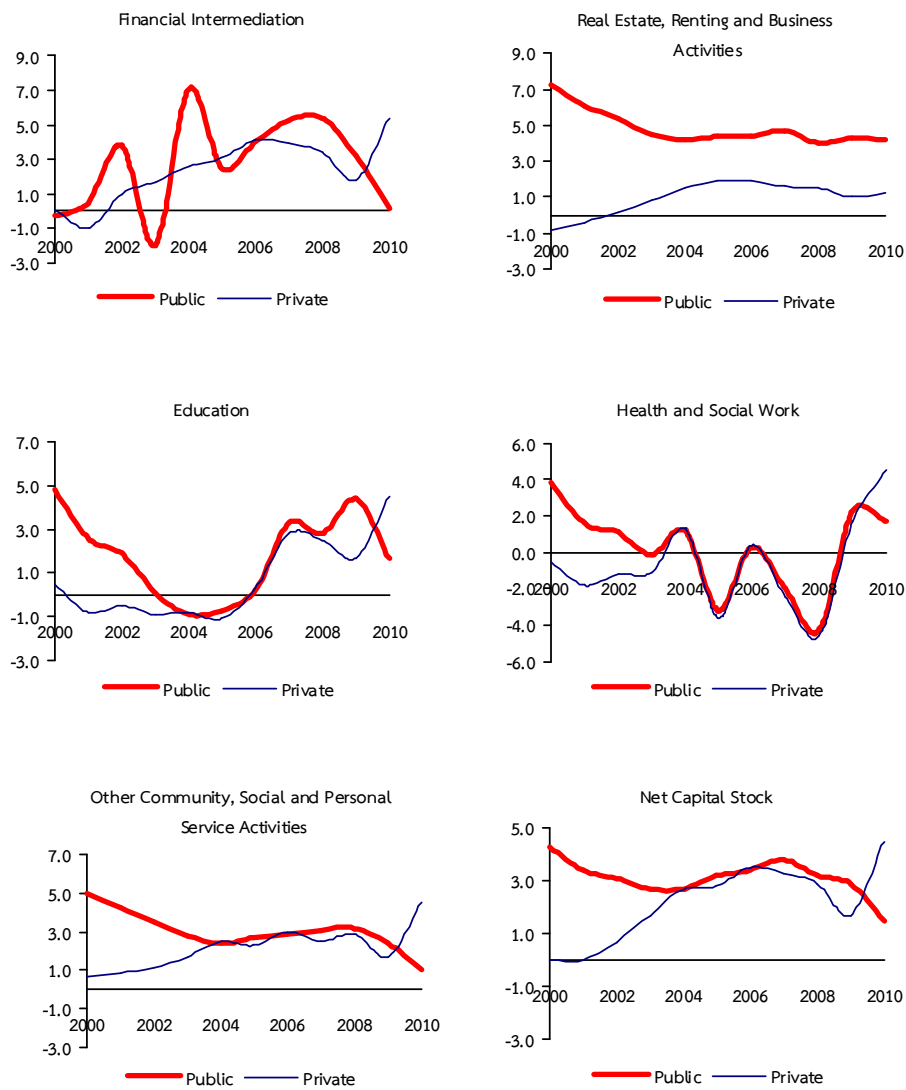 Financial Intermediation
9.0
7.0
5.0
3.0
1.0
-1.0
-3.0
2000 2002 2004 2006 2008 2010
Public Private
Real Estate, Renting and Business
Activities
9.0
7.0
5.0
3.0
1.0
-1.0
-3.0
2000 2002 2004 2006 2008 2010
Public Private
Education
7.0
5.0
3.0
1.0
-1.0
-3.0
2000 2002 2004 2006 2008 2010
Public Private
Health and Social Work
6.0
4.0
2.0
0.0
-2.0
-4.0
-6.0
2000 2002 2004 2006 2008 2010
Public Private
Other Community, Social and Personal
Service Activities
7.0
5.0
3.0
1.0
-1.0
-3.0
2000 2002 2004 2006 2008 2010
Public Private
Net Capital Stock
5.0
3.0
1.0
-1.0
-3.0
2000 2002 2004 2006 2008 2010
Public Private